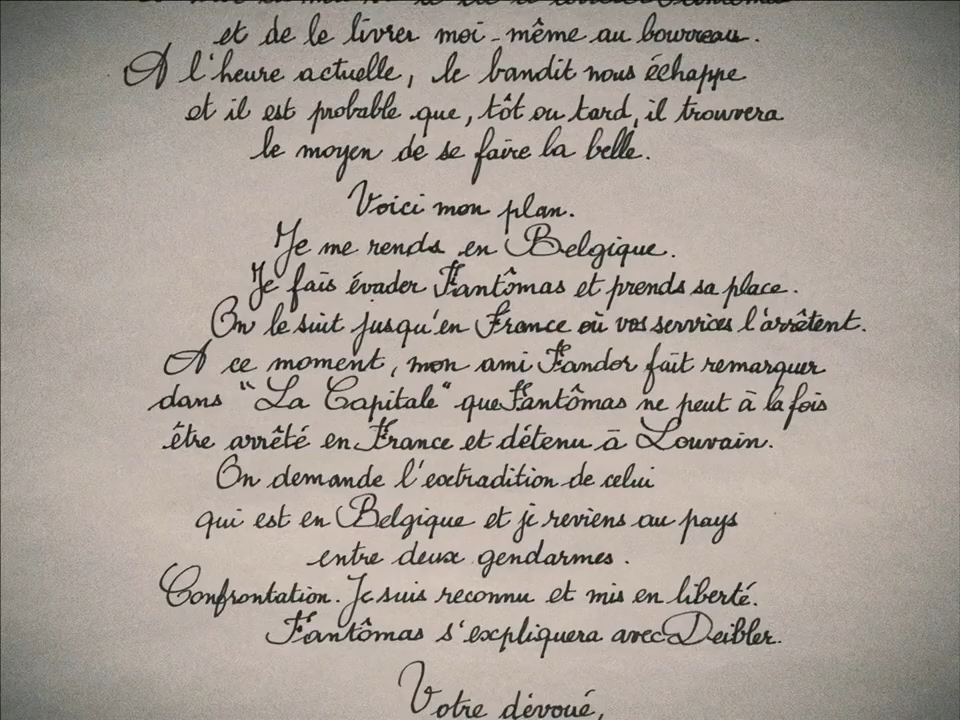 et de le livrer moi-même au bourreau.
A l'heure actuelle, le bandit nous échappe
et il est probable que, tôt ou tard, il trouvera
le moyen de se faire la belle.
Voici mon plan.
Je me rends en Belgique.
Je fais évader Fantômas et prends sa place.
On le suit jusqu'en France où vos services l'arrêtent.
A ce moment, mon ami Fandor fait remarquer
dans "La Capitale" que Fantômas ne peut à la fois
être arrêté en France et détenu à Louvain.
On demande l'extradition de celui
qui est en Belgique et je reviens au pays
entre deux gendarmes.
Confrontation. Je suis reconnu et mis en liberté.
Fantômas s'expliquera avec Deibler.
Votre dévoué,